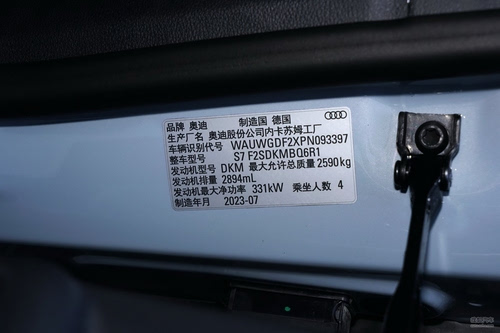 品牌 奥迪 制造国 德国
生产厂名 奥迪股份公司内卡苏姆工厂
车辆识别代号 WAUWGDF2XPN093397
整车型号 S7 F2SDKMBQ6R1
发动机型号 DKM 最大允许总质量 2590kg
发动机排量 2894mL
发动机最大净功率 331kW 乘坐人数 4
制造年月 2023-07